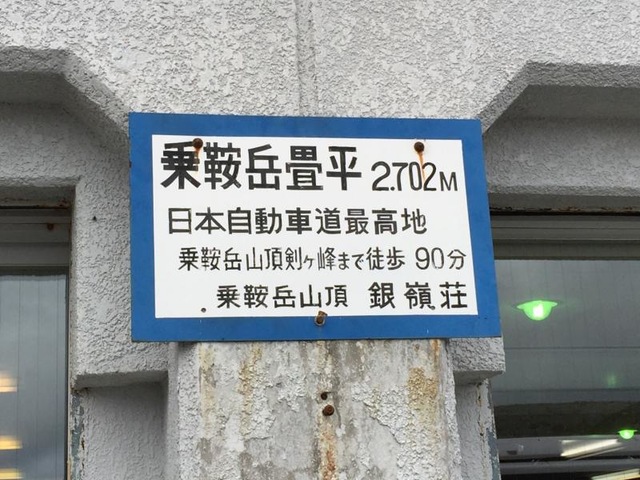 乗鞍岳畳平 2.702M
日本自動車道最高地
乗鞍岳山頂剣ヶ峰まで徒歩 90分
乗鞍岳山頂 銀嶺荘